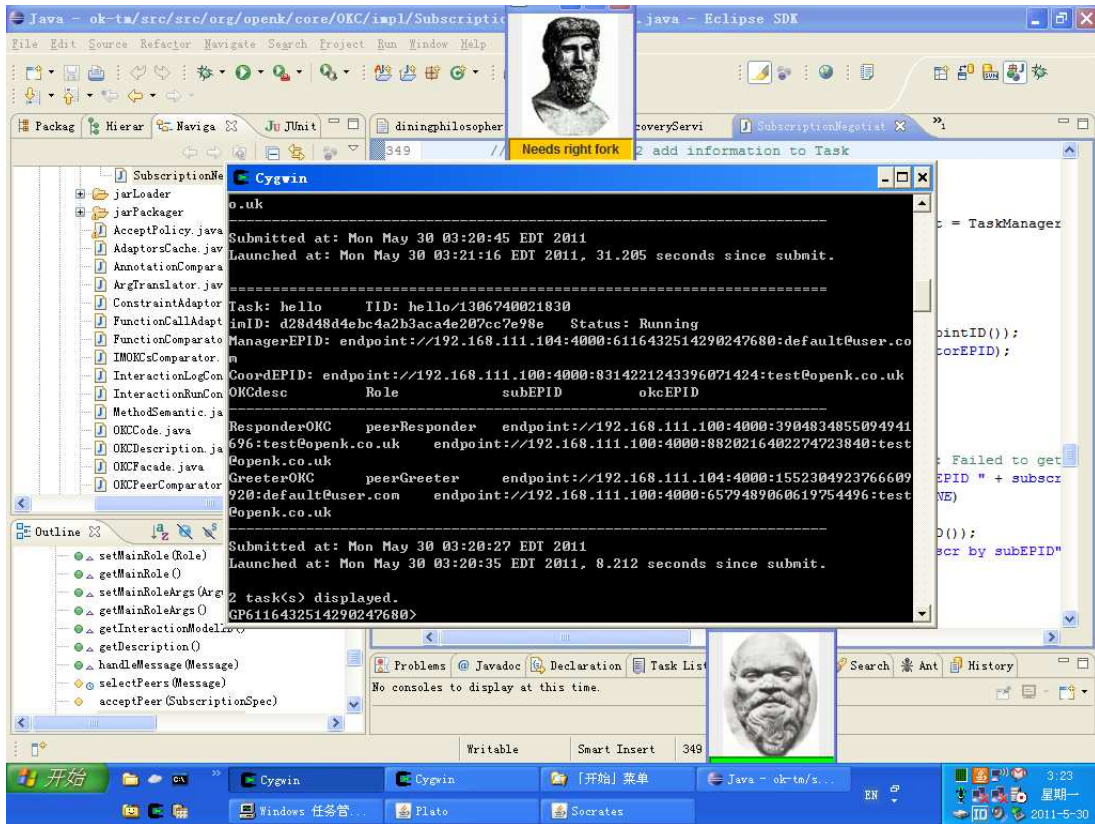 Java - ok-tm/src/src/org/openk/core/OKC/impl/Subscriptio
.java - Eclipse SDK
File Edit Source Refactor Navigate Search Project Run Window Help
Packag Hierar Naviga JUnit
diningphilosopher
coveryServi
SubscriptionNegotiat
1
Needs right fork
349 //
2 add information to Task
SubscriptionNe
jarLoader
jarPackager
AcceptPolicy.java
AdaptorsCache.jav
AnnotationCompara
ArgTranslator.jav
ConstraintAdaptor
FunctionCallAdapt
FunctionComparato
IMOKCsComparator.
InteractionLogCon
InteractionRunCon
MethodSemantic.ja
OKCCode.java
OKCDescription.ja
OKCFacade.java
OKCPeerComparator
Cygwin
o.uk
Submitted at: Mon May 30 03:20:45 EDT 2011
Launched at: Mon May 30 03:21:16 EDT 2011, 31.205 seconds since submit.
Task: hello TID: hello/1306740021830
imID: d28d48d4ebc4a2b3aca4e207cc7e98e Status: Running
ManagerEPID: endpoint://192.168.111.104:4000:6116432514290247680:default@user.co
m
CoordEPID: endpoint://192.168.111.100:4000:8314221243396071424:test@openk.co.uk
OKCdesc Role subEPID okcEPID
ResponderOKC peerResponder endpoint://192.168.111.100:4000:3904834855094941
696:test@openk.co.uk endpoint://192.168.111.100:4000:8820216402274723840:test
@openk.co.uk
GreeterOKC peerGreeter endpoint://192.168.111.104:4000:1552304923766609
920:default@user.com endpoint://192.168.111.100:4000:6579489060619754496:test
@openk.co.uk
Submitted at: Mon May 30 03:20:27 EDT 2011
Launched at: Mon May 30 03:20:35 EDT 2011, 8.212 seconds since submit.
2 task(s) displayed.
GP6116432514290247680>
t = TaskManager
ointID());
torEPID);
: Failed to get
EPID " + subscr
NE)
D());
scr by subEPID"
Outline
setMainRole(Role)
getMainRole()
setMainRoleArgs(Arg
getMainRoleArgs()
getInteractionModelID()
getDescription()
handleMessage(Message)
selectPeers(Message)
acceptPeer(SubscriptionSpec)
Problems @ Javadoc Declaration Task List
Search Ant History
No consoles to display at this time.
Writable Smart Insert 349
开始
Cygwin
Cygwin
「开始」菜单
Java - ok-tm/s...
Windows 任务管...
Plato
Socrates
EN
3:23
星期一
2011-5-30